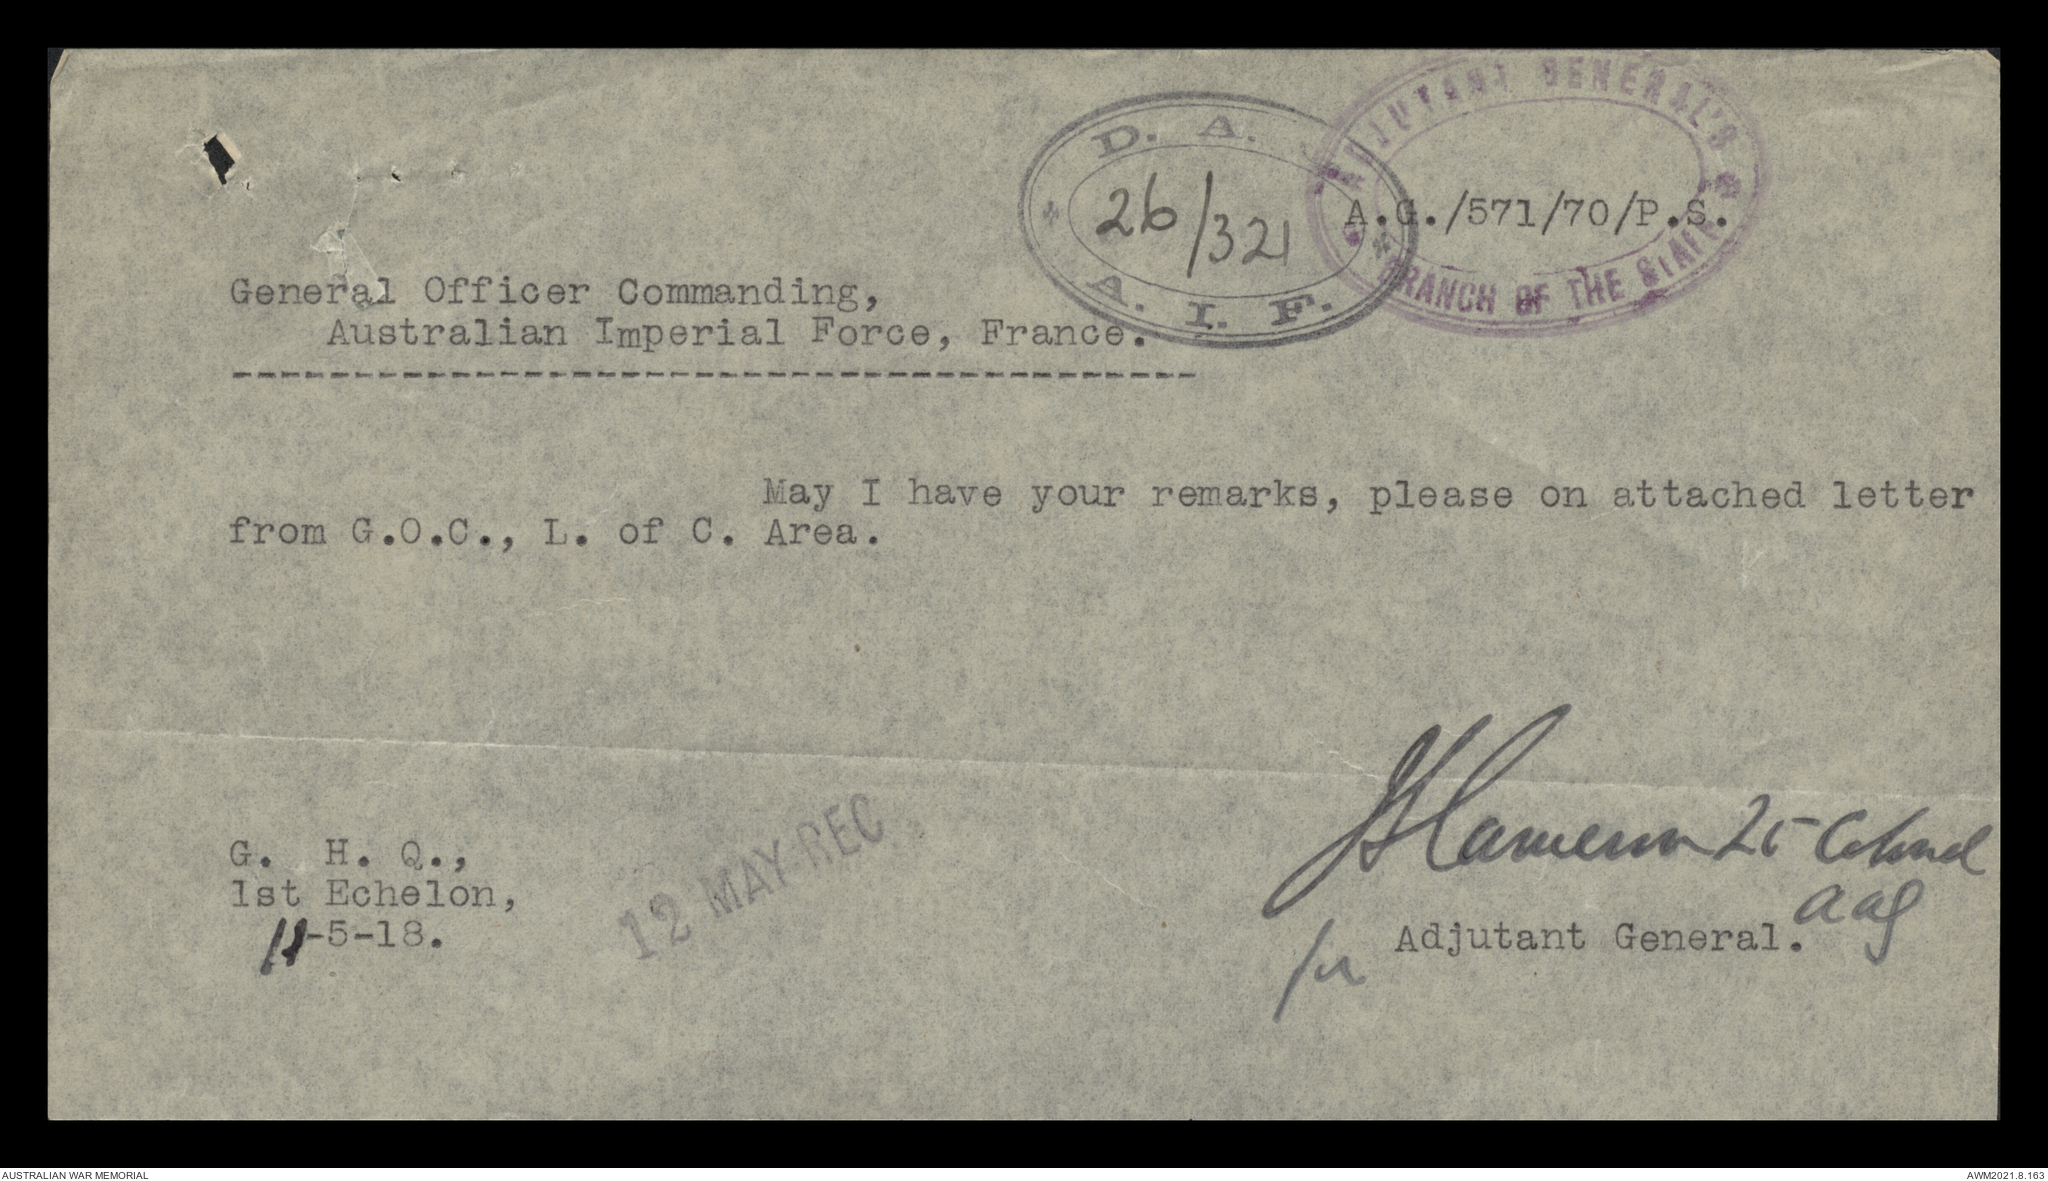 ADJUTANT GENERAL'S
D. A.
26/321
A.G./571/70/P.S.
BRANCH OF THE STAFF
A. I. F.
General Officer Commanding,
Australian Imperial Force, France.
----------------------------------------
May I have your remarks, please on attached letter
from G.O.C., L. of C. Area.
Cameron Lt Colonel
aag
G. H. Q.,
1st Echelon,
11-5-18.
12 MAY REC
for Adjutant General.
AUSTRALIAN WAR MEMORIAL
AWM2021.8.163